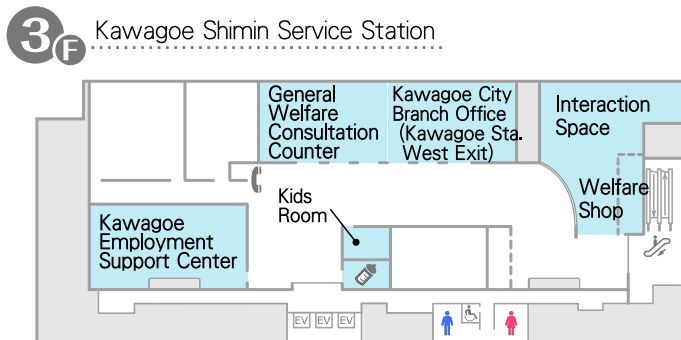 3F Kawagoe Shimin Service Station
General
Welfare
Consultation
Counter
Kawagoe City
Branch Office
(Kawagoe Sta.
West Exit)
Interaction
Space
Welfare
Shop
Kids
Room
Kawagoe
Employment
Support Center
EV EV EV